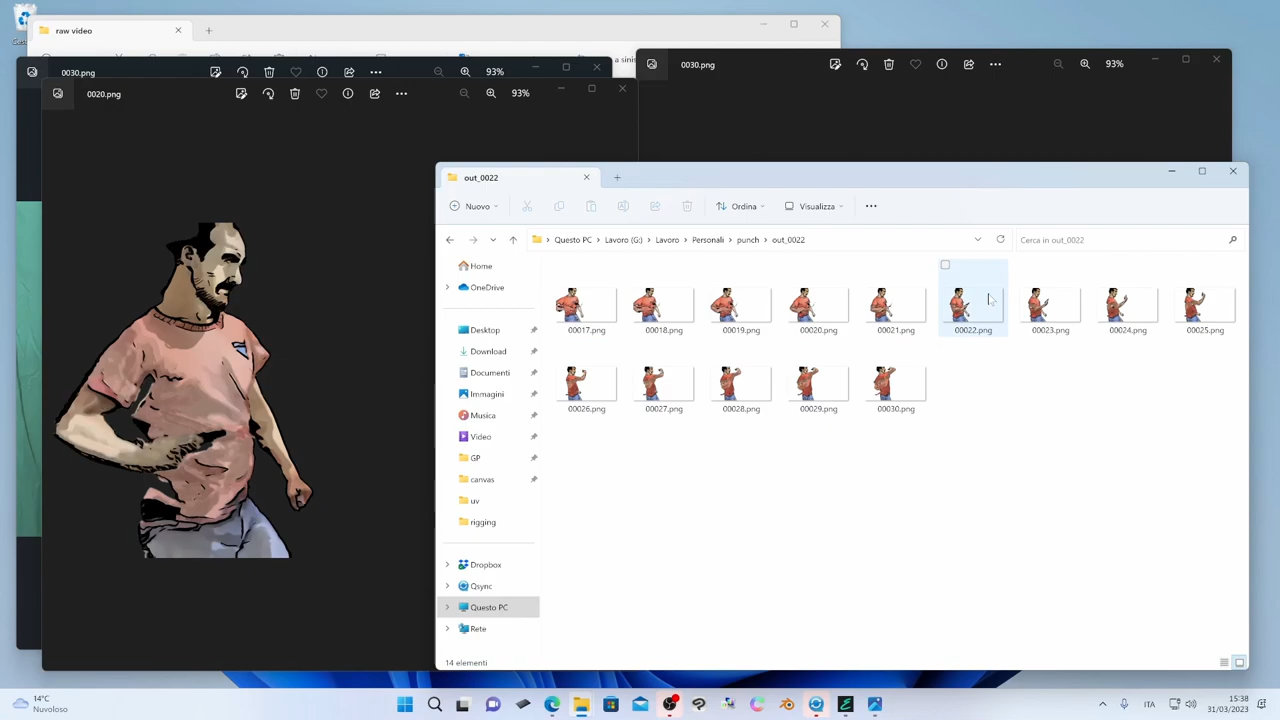 raw video
0030.png
93%
a sinis
0030.png
93%
0020.png
93%
out_0022
Nuovo
Ordina
Visualizza
Questo PC
Lavoro (G:)
Lavoro
Personali
punch
out_0022
Cerca in out_0022
Home
OneDrive
Desktop
Download
Documenti
Immagini
Musica
Video
GP
canvas
uv
rigging
Dropbox
Qsync
Questo PC
Rete
00017.png
00018.png
00019.png
00020.png
00021.png
00022.png
00023.png
00024.png
00025.png
00026.png
00027.png
00028.png
00029.png
00030.png
14 elementi
14°C
Nuvoloso
ITA
15:38
31/03/2023